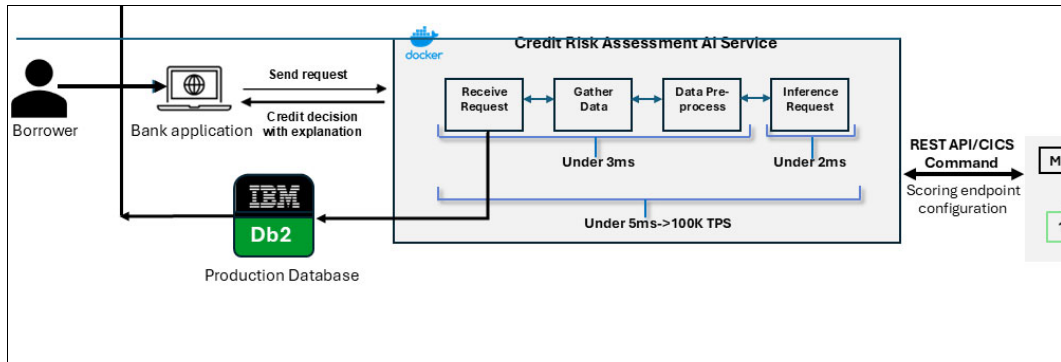 Credit Risk Assessment AI Service
docker
Send request
Credit decision
with explanation
Borrower
Bank application
Receive
Request
Gather
Data
Data Pre-
process
Inference
Request
Under 3ms
Under 2ms
Under 5ms->100K TPS
REST API/CICS
Command
Scoring endpoint
configuration
M
IBM
Db2
Production Database